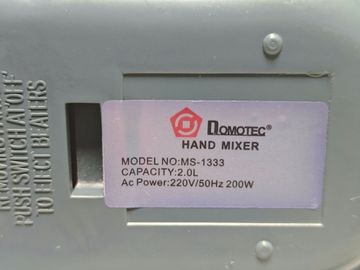 DOMOTEC
HAND MIXER
MODEL NO:MS-1333
CAPACITY:2.0L
Ac Power:220V/50Hz 200W
PUSH SWITCH AT OFF
TO EJECT BEATERS